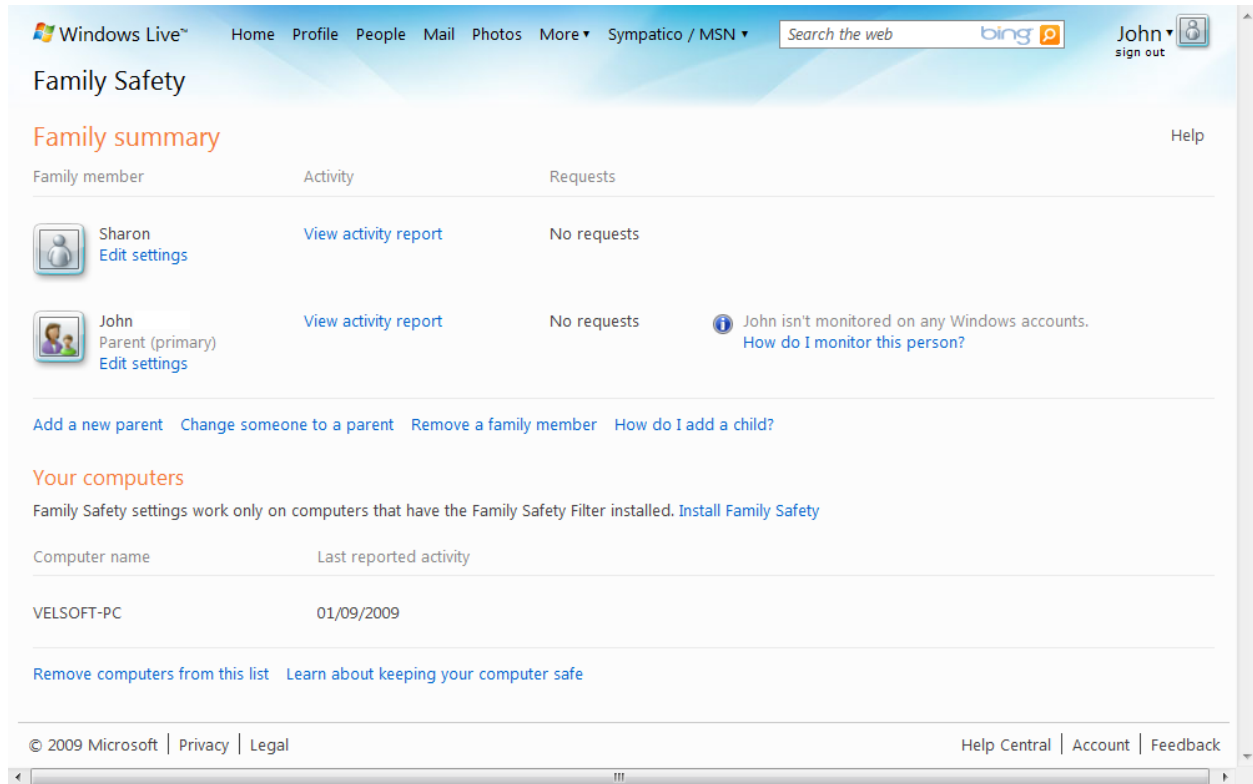 Windows Live™ Home Profile People Mail Photos More ▾ Sympatico / MSN ▾ Search the web bing John ▾
sign out
Family Safety
Family summary Help
Family member Activity Requests
Sharon View activity report No requests
Edit settings
John View activity report No requests John isn't monitored on any Windows accounts.
Parent (primary) How do I monitor this person?
Edit settings
Add a new parent Change someone to a parent Remove a family member How do I add a child?
Your computers
Family Safety settings work only on computers that have the Family Safety Filter installed. Install Family Safety
Computer name Last reported activity
VELSOFT-PC 01/09/2009
Remove computers from this list Learn about keeping your computer safe
© 2009 Microsoft | Privacy | Legal Help Central | Account | Feedback